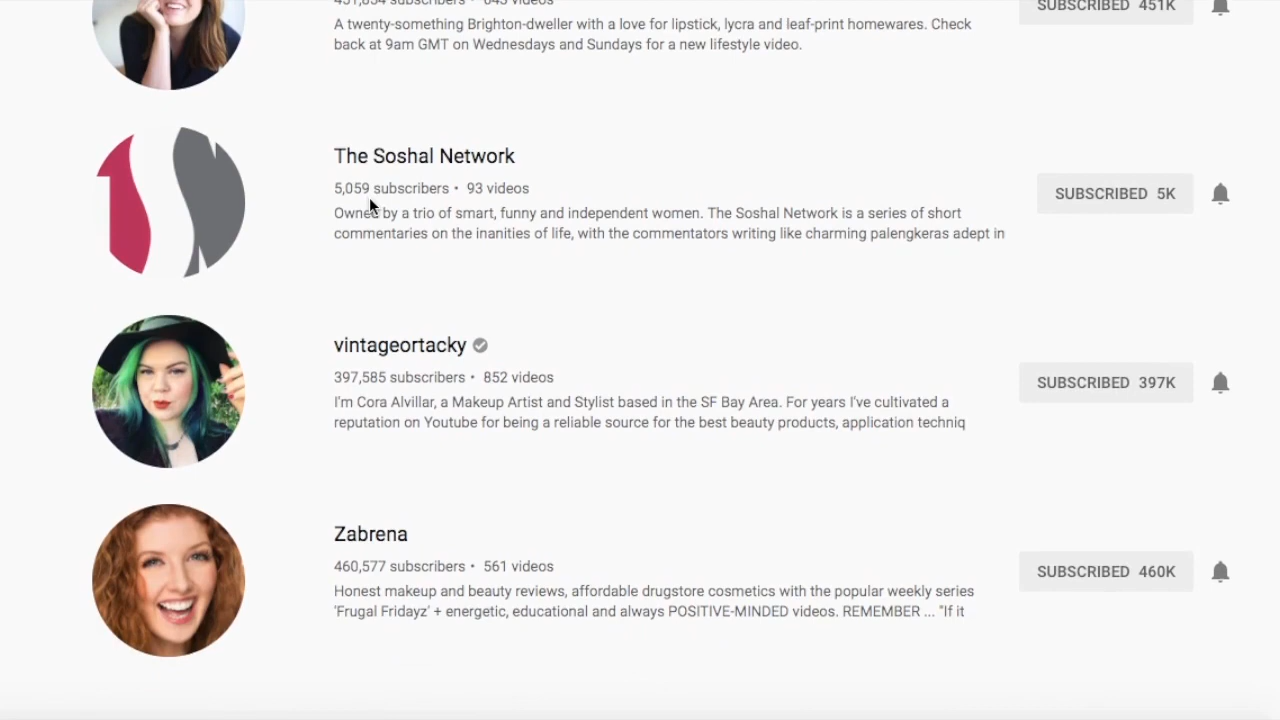 451,834 subscribers • 643 videos
SUBSCRIBED 451K
A twenty-something Brighton-dweller with a love for lipstick, lycra and leaf-print homewares. Check
back at 9am GMT on Wednesdays and Sundays for a new lifestyle video.
The Soshal Network
5,059 subscribers • 93 videos
SUBSCRIBED 5K
Owned by a trio of smart, funny and independent women. The Soshal Network is a series of short
commentaries on the inanities of life, with the commentators writing like charming palengkeras adept in
vintageortacky
397,585 subscribers • 852 videos
SUBSCRIBED 397K
I'm Cora Alvillar, a Makeup Artist and Stylist based in the SF Bay Area. For years I've cultivated a
reputation on Youtube for being a reliable source for the best beauty products, application techniq
Zabrena
460,577 subscribers • 561 videos
SUBSCRIBED 460K
Honest makeup and beauty reviews, affordable drugstore cosmetics with the popular weekly series
'Frugal Fridayz' + energetic, educational and always POSITIVE-MINDED videos. REMEMBER ... "If it